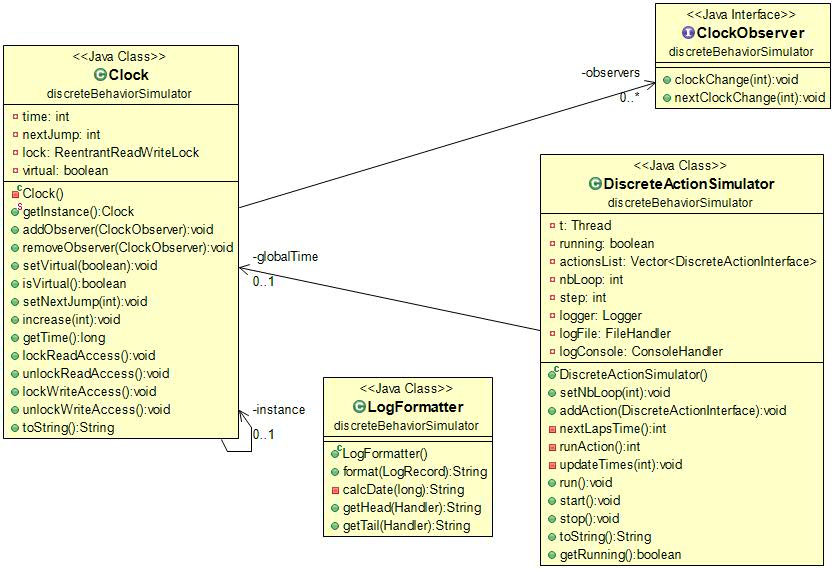 <<Java Class>>
Clock
discreteBehaviorSimulator
time: int
nextJump: int
lock: ReentrantReadWriteLock
virtual: boolean
Clock()
getInstance():Clock
addObserver(ClockObserver):void
removeObserver(ClockObserver):void
setVirtual(boolean):void
isVirtual():boolean
setNextJump(int):void
increase(int):void
getTime():long
lockReadAccess():void
unlockReadAccess():void
lockWriteAccess():void
unlockWriteAccess():void
toString():String
-observers
0..*
<<Java Interface>>
ClockObserver
discreteBehaviorSimulator
clockChange(int):void
nextClockChange(int):void
-globalTime
0..1
-instance
0..1
<<Java Class>>
LogFormatter
discreteBehaviorSimulator
LogFormatter()
format(LogRecord):String
calcDate(long):String
getHead(Handler):String
getTail(Handler):String
<<Java Class>>
DiscreteActionSimulator
discreteBehaviorSimulator
t: Thread
running: boolean
actionsList: Vector<DiscreteActionInterface>
nbLoop: int
step: int
logger: Logger
logFile: FileHandler
logConsole: ConsoleHandler
DiscreteActionSimulator()
setNbLoop(int):void
addAction(DiscreteActionInterface):void
nextLapsTime():int
runAction():int
updateTimes(int):void
run():void
start():void
stop():void
toString():String
getRunning():boolean